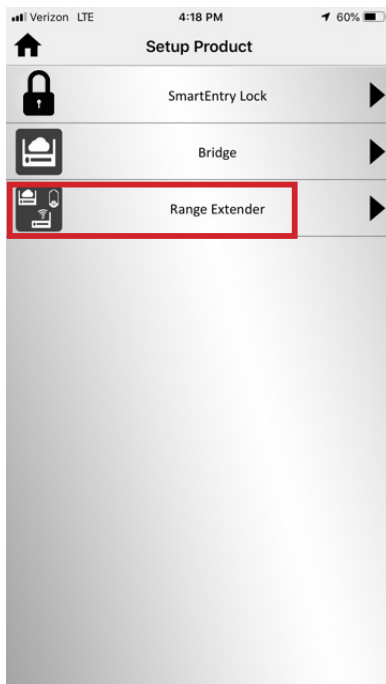 Verizon LTE 4:18 PM 60%
Setup Product
SmartEntry Lock
Bridge
Range Extender